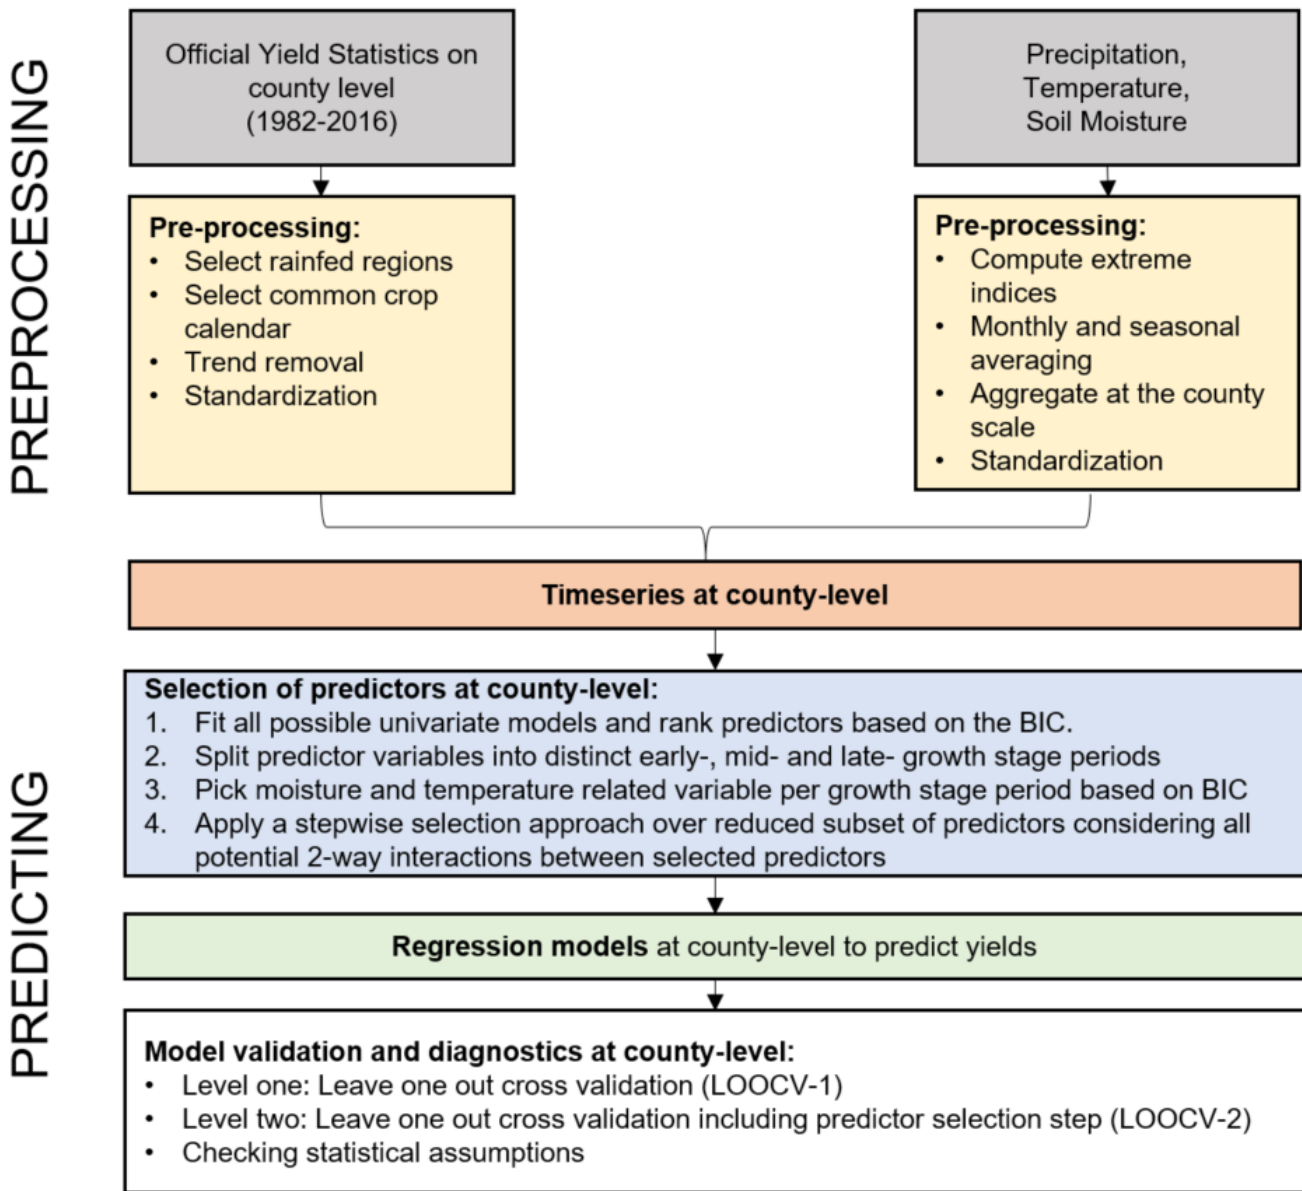 PREPROCESSING
Official Yield Statistics on
county level
(1982-2016)
Precipitation,
Temperature,
Soil Moisture
Pre-processing:
• Select rainfed regions
• Select common crop
calendar
• Trend removal
• Standardization
Pre-processing:
• Compute extreme
indices
• Monthly and seasonal
averaging
• Aggregate at the county
scale
• Standardization
Timeseries at county-level
PREDICTING
Selection of predictors at county-level:
1. Fit all possible univariate models and rank predictors based on the BIC.
2. Split predictor variables into distinct early-, mid- and late- growth stage periods
3. Pick moisture and temperature related variable per growth stage period based on BIC
4. Apply a stepwise selection approach over reduced subset of predictors considering all
potential 2-way interactions between selected predictors
Regression models at county-level to predict yields
Model validation and diagnostics at county-level:
• Level one: Leave one out cross validation (LOOCV-1)
• Level two: Leave one out cross validation including predictor selection step (LOOCV-2)
• Checking statistical assumptions